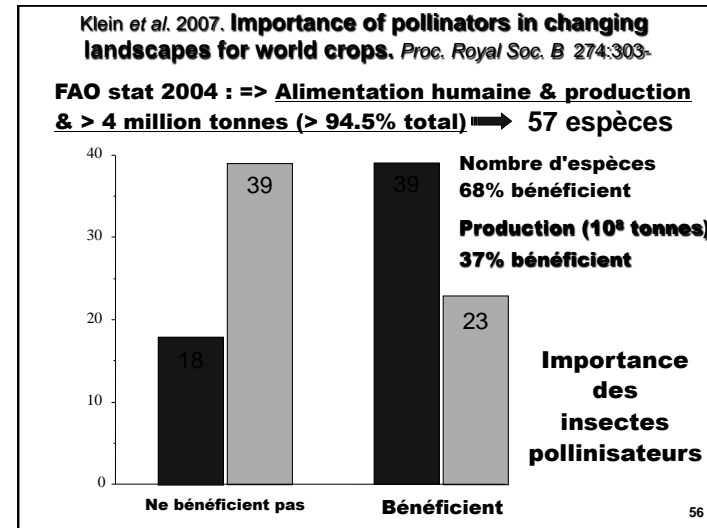 Klein et al. 2007. Importance of pollinators in changing
landscapes for world crops. Proc. Royal Soc. B 274:303-
FAO stat 2004 : => Alimentation humaine & production
& > 4 million tonnes (> 94.5% total) 57 espèces
40
30
20
10
0
18
39
39
23
Nombre d'espèces
68% bénéficient
Production (10⁸ tonnes)
37% bénéficient
Importance
des
insectes
pollinisateurs
Ne bénéficient pas
Bénéficient
56